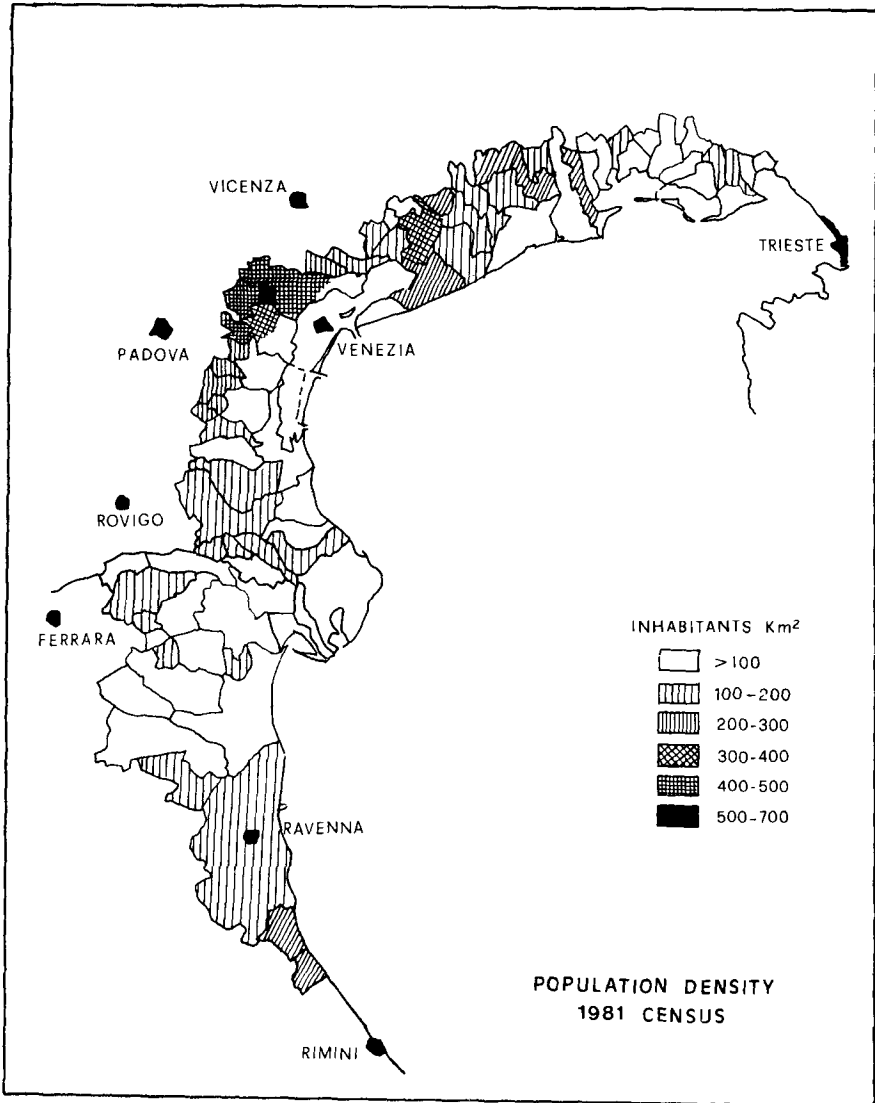 VICENZA
TRIESTE
PADOVA
VENEZIA
ROVIGO
FERRARA
INHABITANTS Km²
>100
100-200
200-300
300-400
400-500
500-700
RAVENNA
POPULATION DENSITY
1981 CENSUS
RIMINI